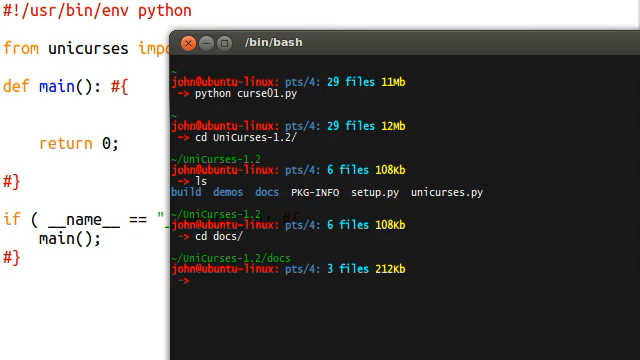 #!/usr/bin/env python
from unicurses impo
def main(): #{
return 0;
#}
if ( __name__ == "_ #{
main();
#}
/bin/bash
~
john@ubuntu-linux: pts/4: 29 files 11Mb
-> python curse01.py
~
john@ubuntu-linux: pts/4: 29 files 12Mb
-> cd UniCurses-1.2/
~/UniCurses-1.2
john@ubuntu-linux: pts/4: 6 files 108Kb
-> ls
build demos docs PKG-INFO setup.py unicurses.py
~/UniCurses-1.2
john@ubuntu-linux: pts/4: 6 files 108Kb
-> cd docs/
~/UniCurses-1.2/docs
john@ubuntu-linux: pts/4: 3 files 212Kb
->